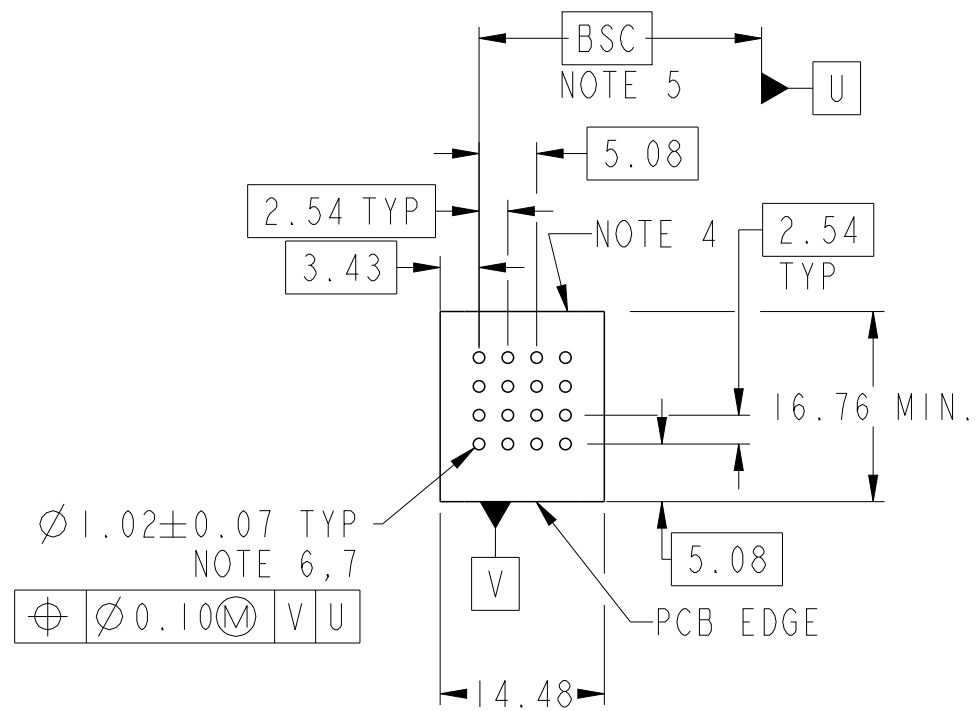 BSC
NOTE 5
U
5.08
2.54 TYP
NOTE 4
2.54
TYP
3.43
16.76 MIN.
Ø1.02±0.07 TYP
NOTE 6,7
⌖ Ø0.10Ⓜ V U
V
5.08
PCB EDGE
14.48